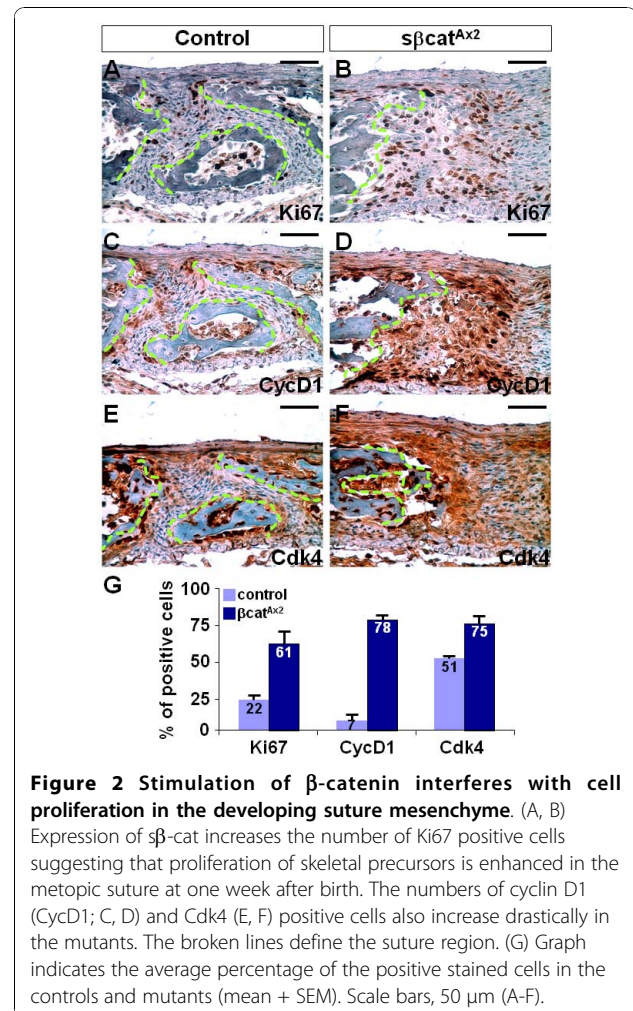 Control
sβcatAx2
A
B
Ki67
Ki67
C
D
CycD1
CycD1
E
F
Cdk4
Cdk4
G
% of positive cells
100
75
50
25
0
control
βcatAx2
22
61
7
78
51
75
Ki67
CycD1
Cdk4
Figure 2 Stimulation of β-catenin interferes with cell
proliferation in the developing suture mesenchyme. (A, B)
Expression of sβ-cat increases the number of Ki67 positive cells
suggesting that proliferation of skeletal precursors is enhanced in the
metopic suture at one week after birth. The numbers of cyclin D1
(CycD1; C, D) and Cdk4 (E, F) positive cells also increase drastically in
the mutants. The broken lines define the suture region. (G) Graph
indicates the average percentage of the positive stained cells in the
controls and mutants (mean + SEM). Scale bars, 50 μm (A-F).